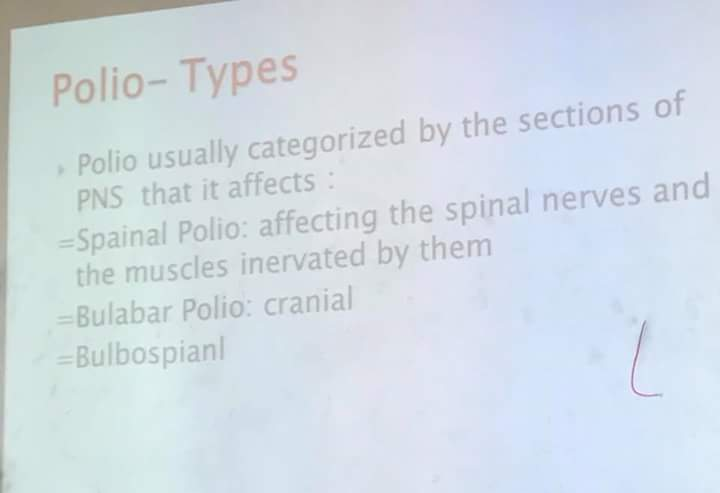 Polio- Types
Polio usually categorized by the sections of
PNS that it affects :
=Spainal Polio: affecting the spinal nerves and
the muscles inervated by them
=Bulabar Polio: cranial
=Bulbospianl